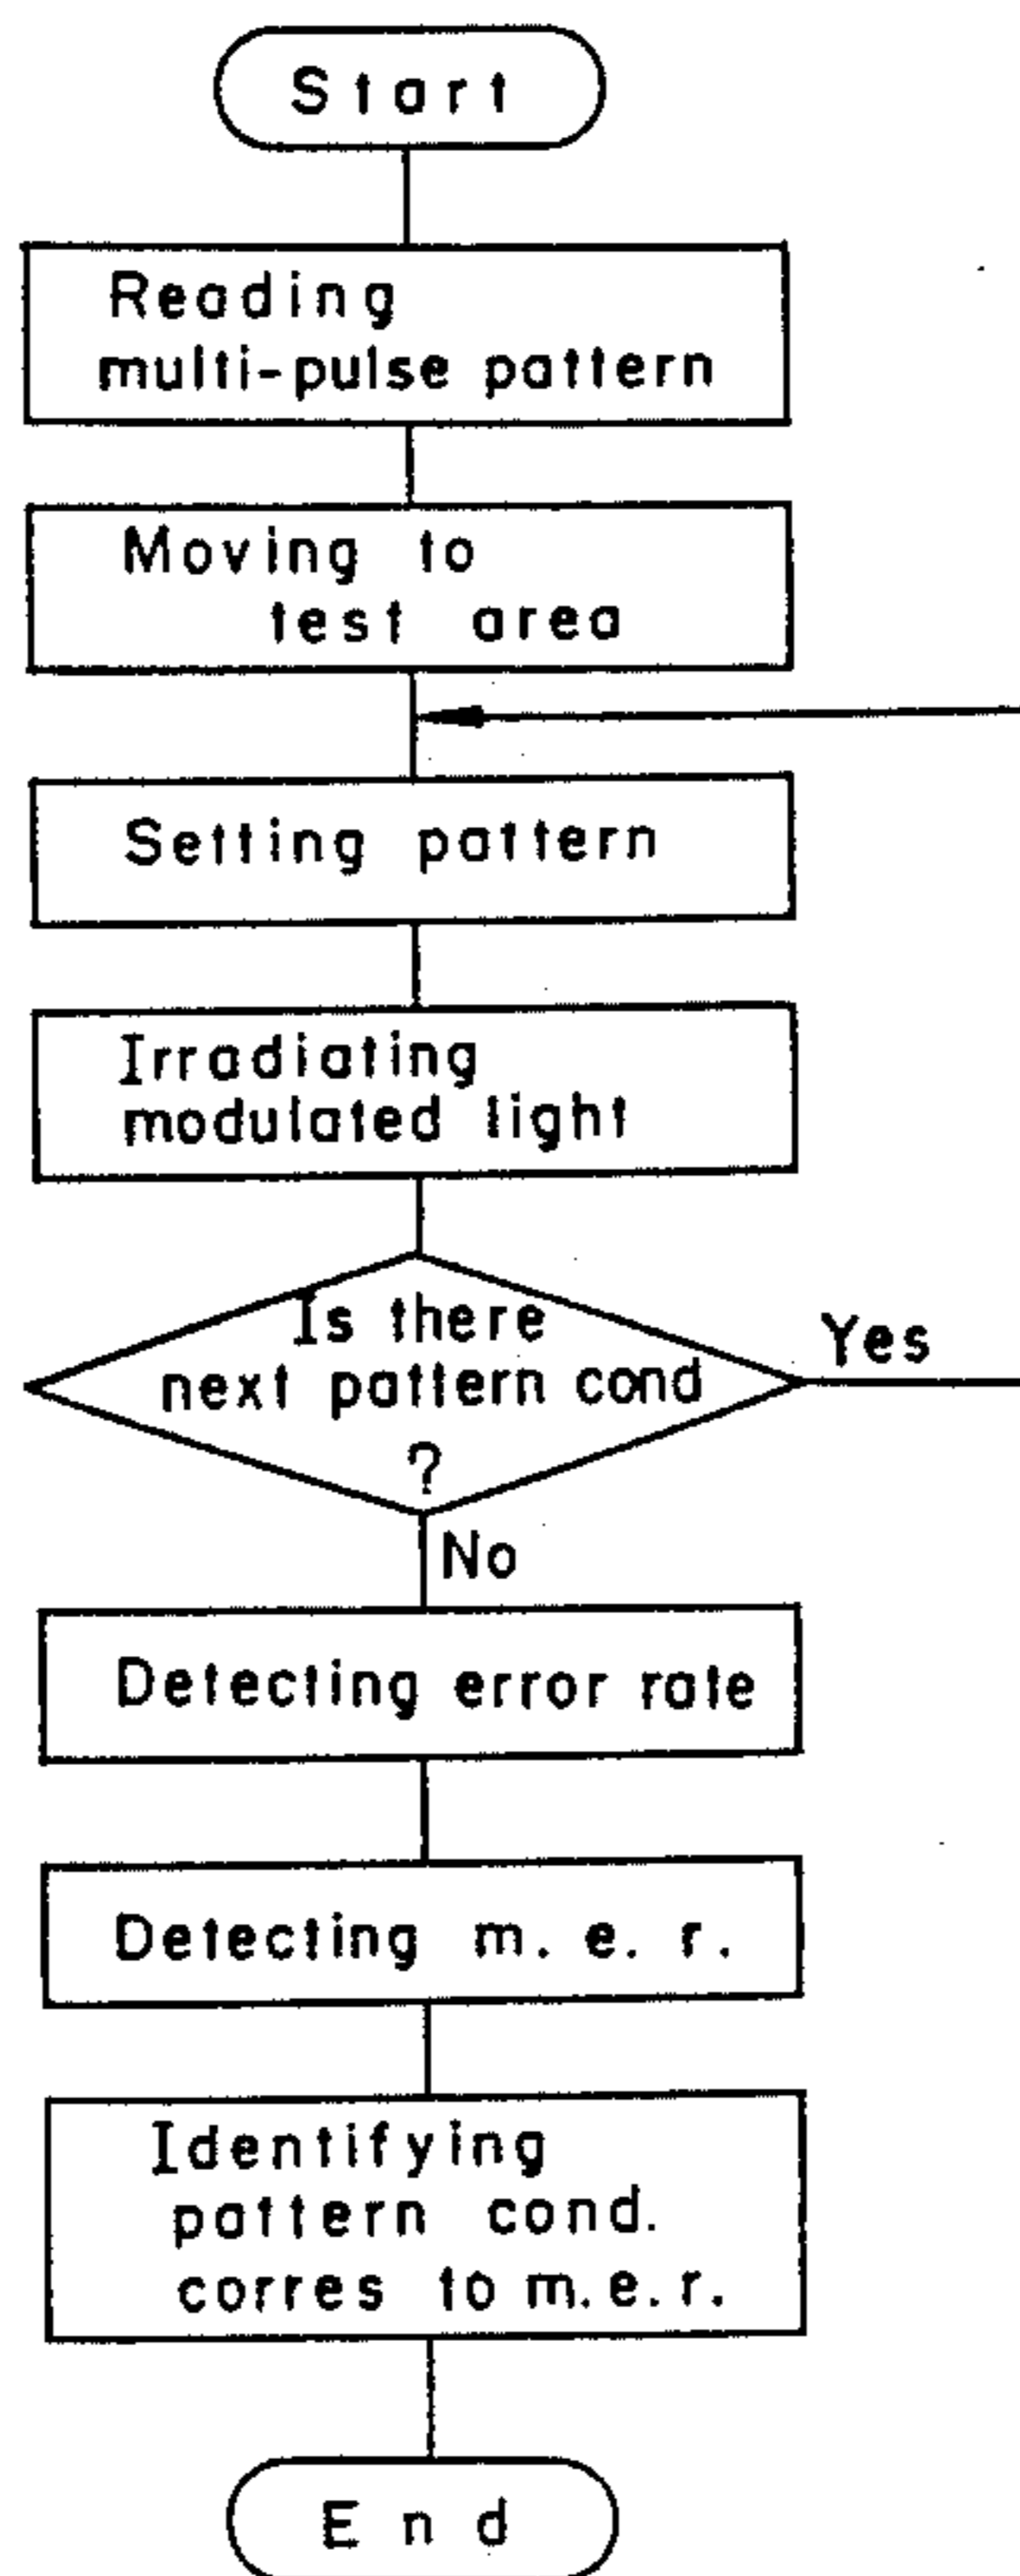 Start
Reading
multi-pulse pattern
Moving to
test area
Setting pattern
Irradiating
modulated light
Is there
next pattern cond
?
Yes
No
Detecting error rate
Detecting m. e. r.
Identifying
pattern cond.
corres to m.e.r.
End